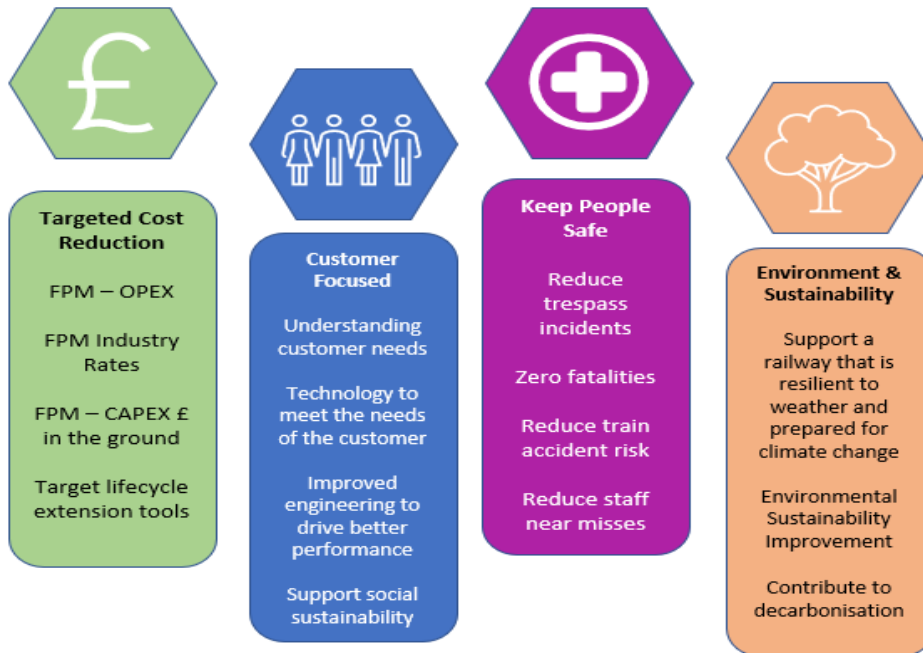 £
Targeted Cost
Reduction
FPM – OPEX
FPM Industry
Rates
FPM – CAPEX £
in the ground
Target lifecycle
extension tools
Customer
Focused
Understanding
customer needs
Technology to
meet the needs
of the customer
Improved
engineering to
drive better
performance
Support social
sustainability
Keep People
Safe
Reduce
trespass
incidents
Zero fatalities
Reduce train
accident risk
Reduce staff
near misses
Environment &
Sustainability
Support a
railway that is
resilient to
weather and
prepared for
climate change
Environmental
Sustainability
Improvement
Contribute to
decarbonisation